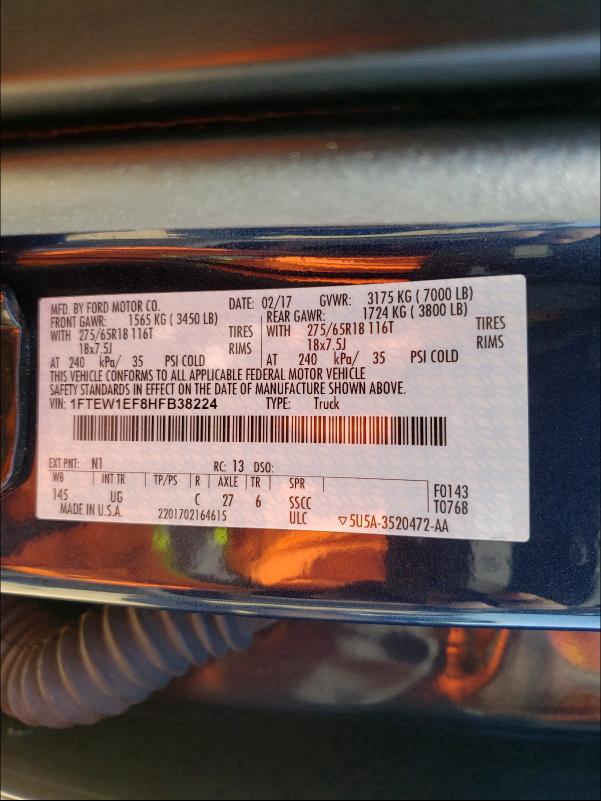 MFD. BY FORD MOTOR CO. DATE: 02/17 GVWR: 3175 KG ( 7000 LB)
FRONT GAWR: 1565 KG ( 3450 LB) REAR GAWR: 1724 KG ( 3800 LB)
WITH 275/65R18 116T TIRES WITH 275/65R18 116T TIRES
18x7.5J RIMS 18x7.5J RIMS
AT 240 kPa/ 35 PSI COLD AT 240 kPa/ 35 PSI COLD
THIS VEHICLE CONFORMS TO ALL APPLICABLE FEDERAL MOTOR VEHICLE
SAFETY STANDARDS IN EFFECT ON THE DATE OF MANUFACTURE SHOWN ABOVE.
VIN: 1FTEW1EF8HFB38224 TYPE: Truck
EXT PNT: N1 RC: 13 DSO:
WB INT TR TP/PS R AXLE TR SPR
145 UG C 27 6 SSCC F0143
MADE IN U.S.A. 2201702164615 ULC ▽5U5A-3520472-AA T0768